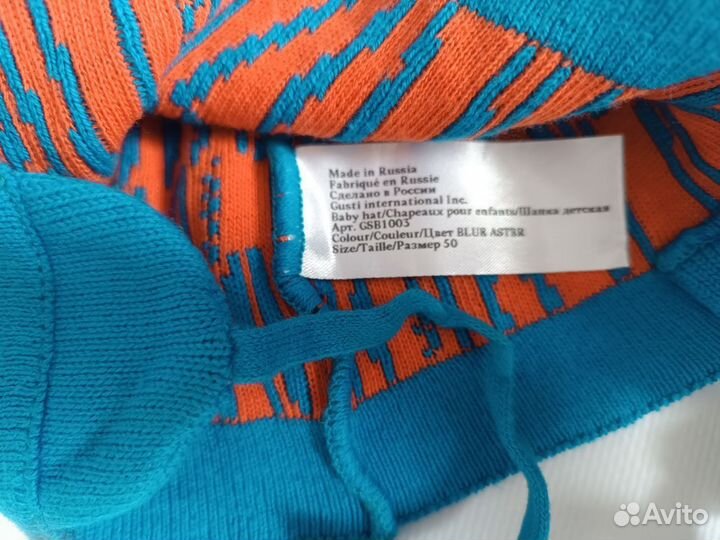 Made in Russia
Fabriqué en Russie
Сделано в России
Gusti international Inc.
Baby hat/Chapeaux pour enfants/Шапка детская
Арт. GSB1003
Colour/Couleur/Цвет BLUE ASTER
Size/Taille/Размер 50
Avito